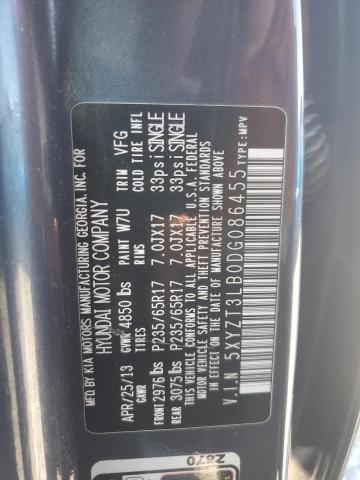 MFD BY KIA MOTORS MANUFACTURING GEORGIA, INC. FOR
HYUNDAI MOTOR COMPANY
APR/25/13 GVWR 4850 lbs PAINT W7U TRIM VFG
GAWR TIRES RIMS COLD TIRE INFL
FRONT 2976 lbs P235/65R17 7.0JX17 33psi SINGLE
REAR 3075 lbs P235/65R17 7.0JX17 33psi SINGLE
THIS VEHICLE CONFORMS TO ALL APPLICABLE U.S.A. FEDERAL
MOTOR VEHICLE SAFETY, BUMPER, AND THEFT PREVENTION STANDARDS
IN EFFECT ON THE DATE OF MANUFACTURE SHOWN ABOVE
V.I.N 5XYZT3LB0DG086455 TYPE:MPV
Z670